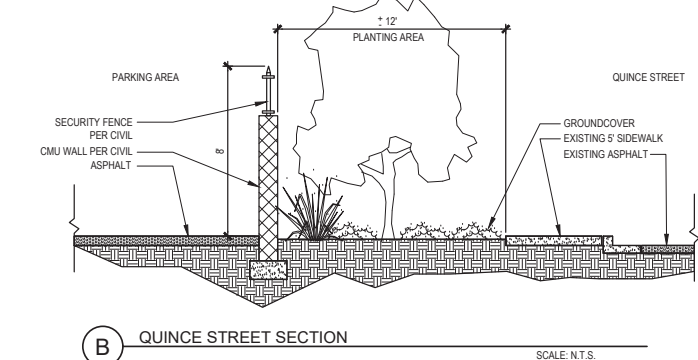 ± 12'
PLANTING AREA
PARKING AREA
QUINCE STREET
SECURITY FENCE
PER CIVIL
CMU WALL PER CIVIL
ASPHALT
8'
GROUNDCOVER
EXISTING 5' SIDEWALK
EXISTING ASPHALT
B
QUINCE STREET SECTION
SCALE: N.T.S.